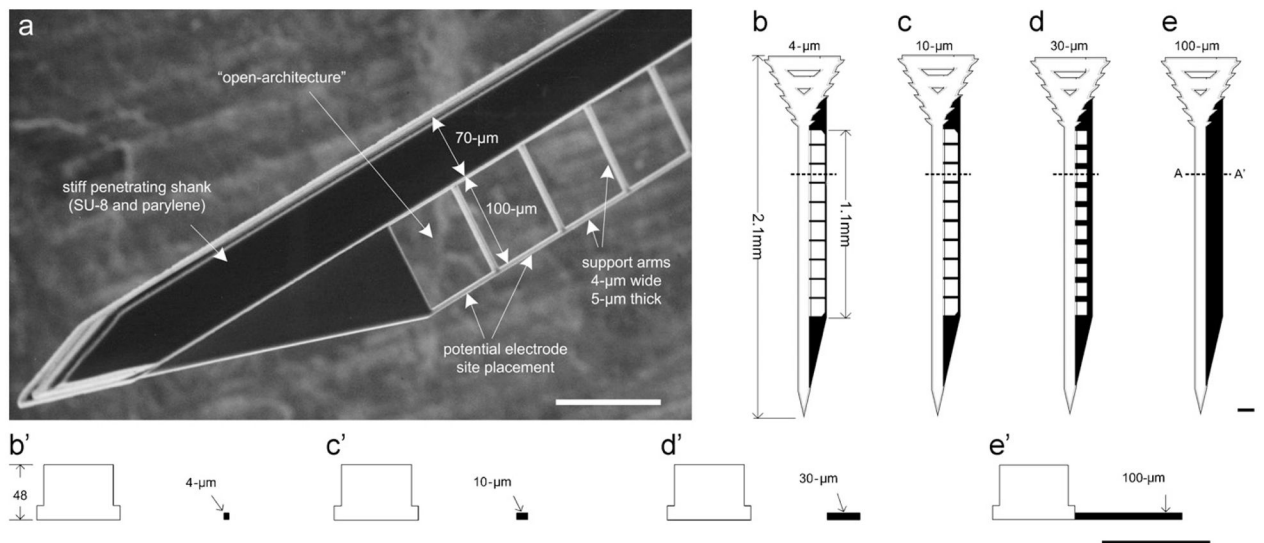 a
"open-architecture"
70-µm
100-µm
stiff penetrating shank
(SU-8 and parylene)
support arms
4-µm wide
5-µm thick
potential electrode
site placement
b
4-µm
2.1mm
1.1mm
c
10-µm
d
30-µm
e
100-µm
A
A'
b'
48
4-µm
c'
10-µm
d'
30-µm
e'
100-µm